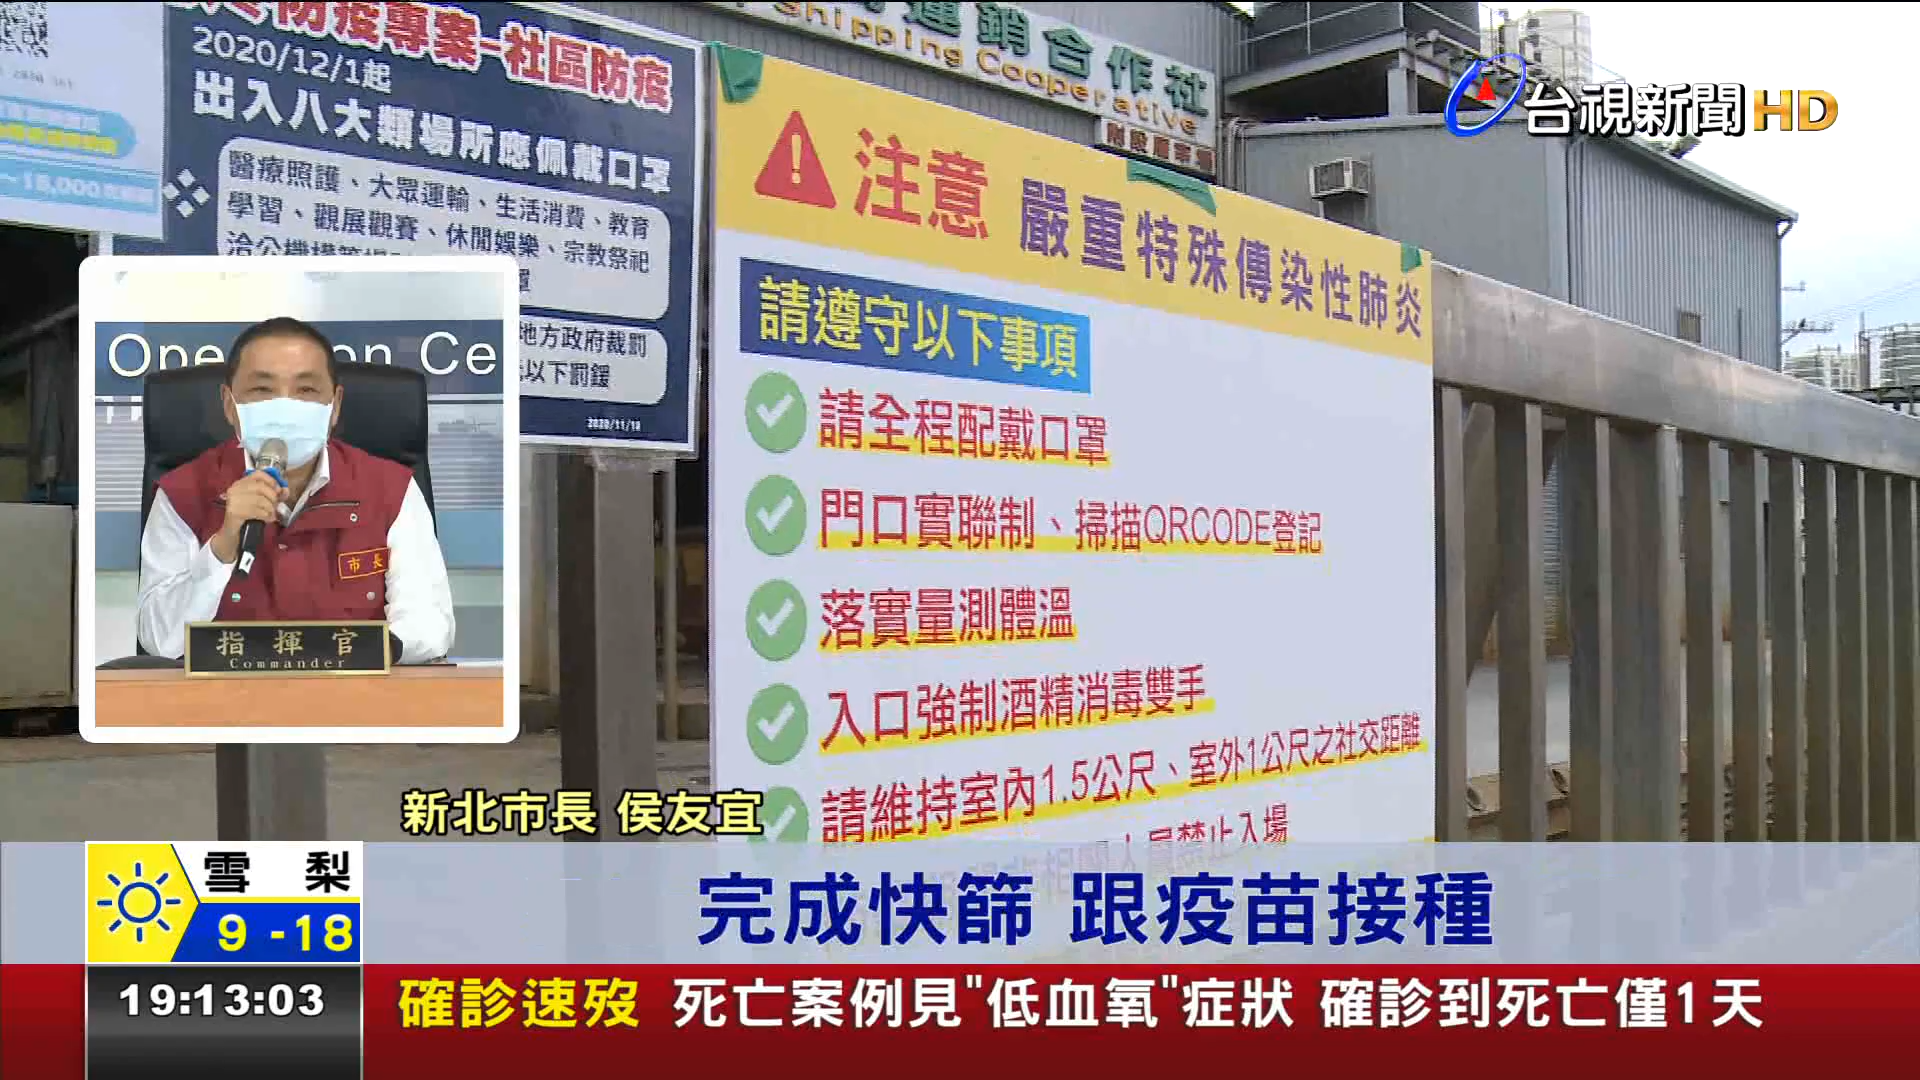 運銷合作社
Shipping Cooperative
防疫專案-社區防疫
2020/12/1起
出入八大類場所應佩戴口罩
醫療照護、大眾運輸、生活消費、教育
學習、觀展觀賽、休閒娛樂、宗教祭祀
洽公機構等場
地方政府裁罰
以下罰鍰
2020/11/18
~15,000
台視新聞HD
注意 嚴重特殊傳染性肺炎
請遵守以下事項
請全程配戴口罩
門口實聯制、掃描QRCODE登記
落實量測體溫
入口強制酒精消毒雙手
請維持室內1.5公尺、室外1公尺之社交距離
人員禁止入場
Operation Ce
市長
指揮官
Commander
新北市長 侯友宜
雪梨
9 -18
完成快篩 跟疫苗接種
19:13:03
確診速歿 死亡案例見"低血氧"症狀 確診到死亡僅1天